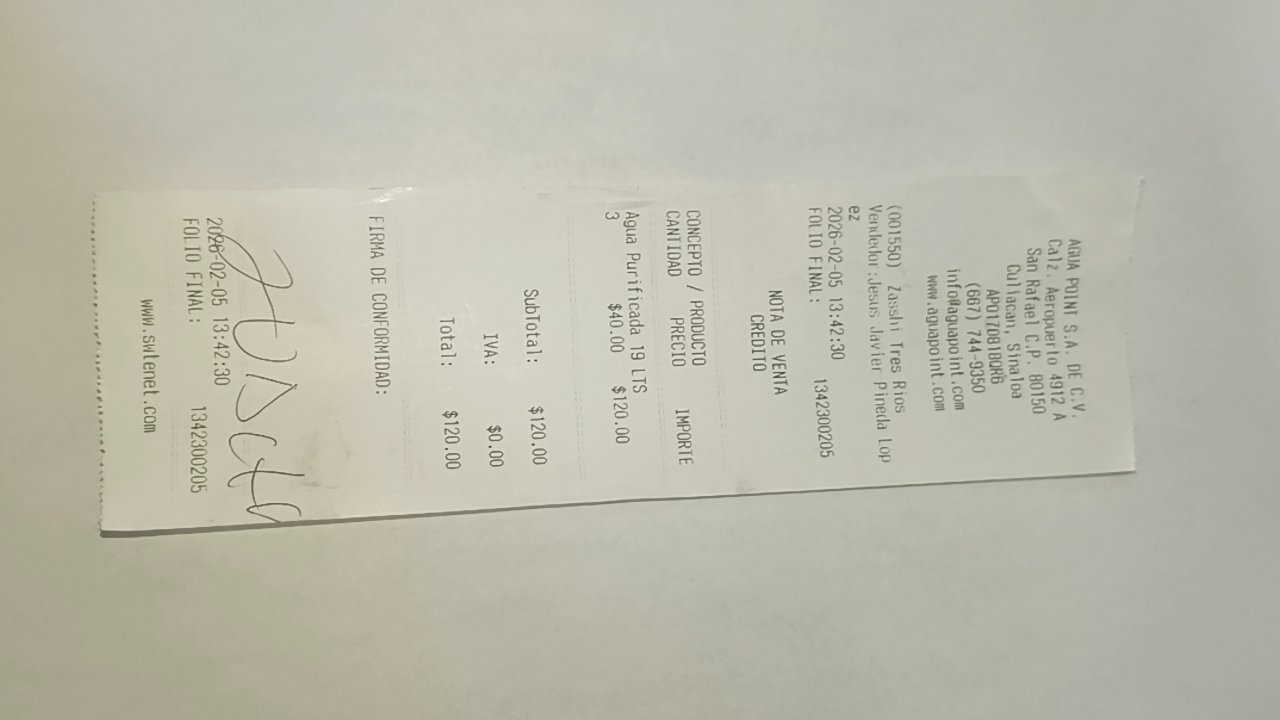 AGUA POINT S.A. DE C.V.
Calz. Aeropuerto 4912 A
San Rafael C.P. 80150
Culiacan, Sinaloa
APO170818QR6
(667) 744-9350
info@aguapoint.com
www.aguapoint.com
(001550) Zasshi Tres Rios
Vendedor:Jesus Javier Pineda Lop
ez
2026-02-05 13:42:30
FOLIO FINAL: 1342300205
NOTA DE VENTA
CREDITO
CONCEPTO / PRODUCTO
CANTIDAD PRECIO IMPORTE
Agua Purificada 19 LTS
3 $40.00 $120.00
SubTotal: $120.00
IVA: $0.00
Total: $120.00
FIRMA DE CONFORMIDAD:
2026-02-05 13:42:30
FOLIO FINAL: 1342300205
www.swtenet.com